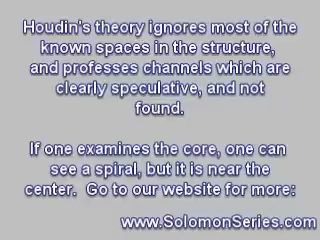 Houdin's theory ignores most of the
known spaces in the structure,
and professes channels which are
clearly speculative, and not
found.
If one examines the core, one can
see a spiral, but it is near the
center.  Go to our website for more:
www.SolomonSeries.com